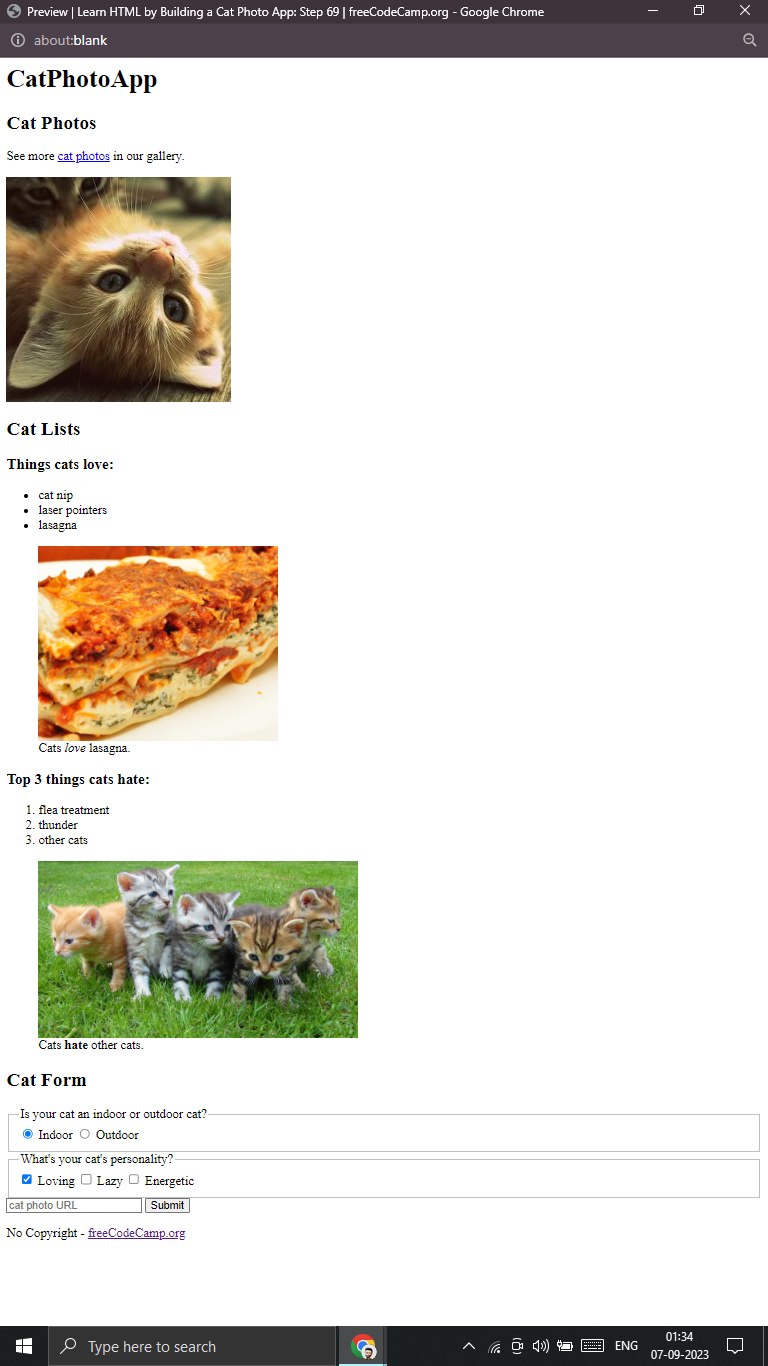 Preview | Learn HTML by Building a Cat Photo App: Step 69 | freeCodeCamp.org - Google Chrome
about:blank
CatPhotoApp
Cat Photos
See more cat photos in our gallery.
Cat Lists
Things cats love:
• cat nip
• laser pointers
• lasagna
Cats love lasagna.
Top 3 things cats hate:
1. flea treatment
2. thunder
3. other cats
Cats hate other cats.
Cat Form
Is your cat an indoor or outdoor cat?
Indoor Outdoor
What's your cat's personality?
Loving Lazy Energetic
cat photo URL Submit
No Copyright - freeCodeCamp.org
Type here to search
ENG
01:34
07-09-2023